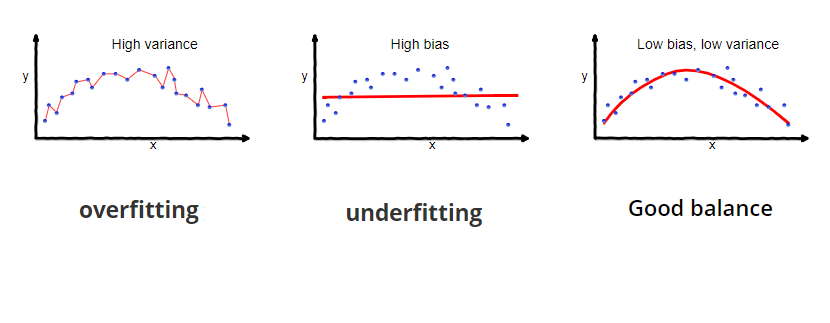 High variance
y
x
overfitting
High bias
y
x
underfitting
Low bias, low variance
y
x
Good balance